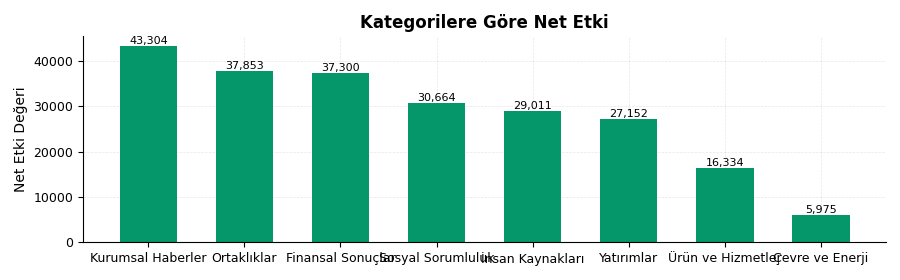 Kategorilere Göre Net Etki
Net Etki Değeri
40000
30000
20000
10000
0
43,304
37,853
37,300
30,664
29,011
27,152
16,334
5,975
Kurumsal Haberler
Ortaklıklar
Finansal Sonuçlar
Sosyal Sorumluluk
İnsan Kaynakları
Yatırımlar
Ürün ve Hizmetler
Çevre ve Enerji